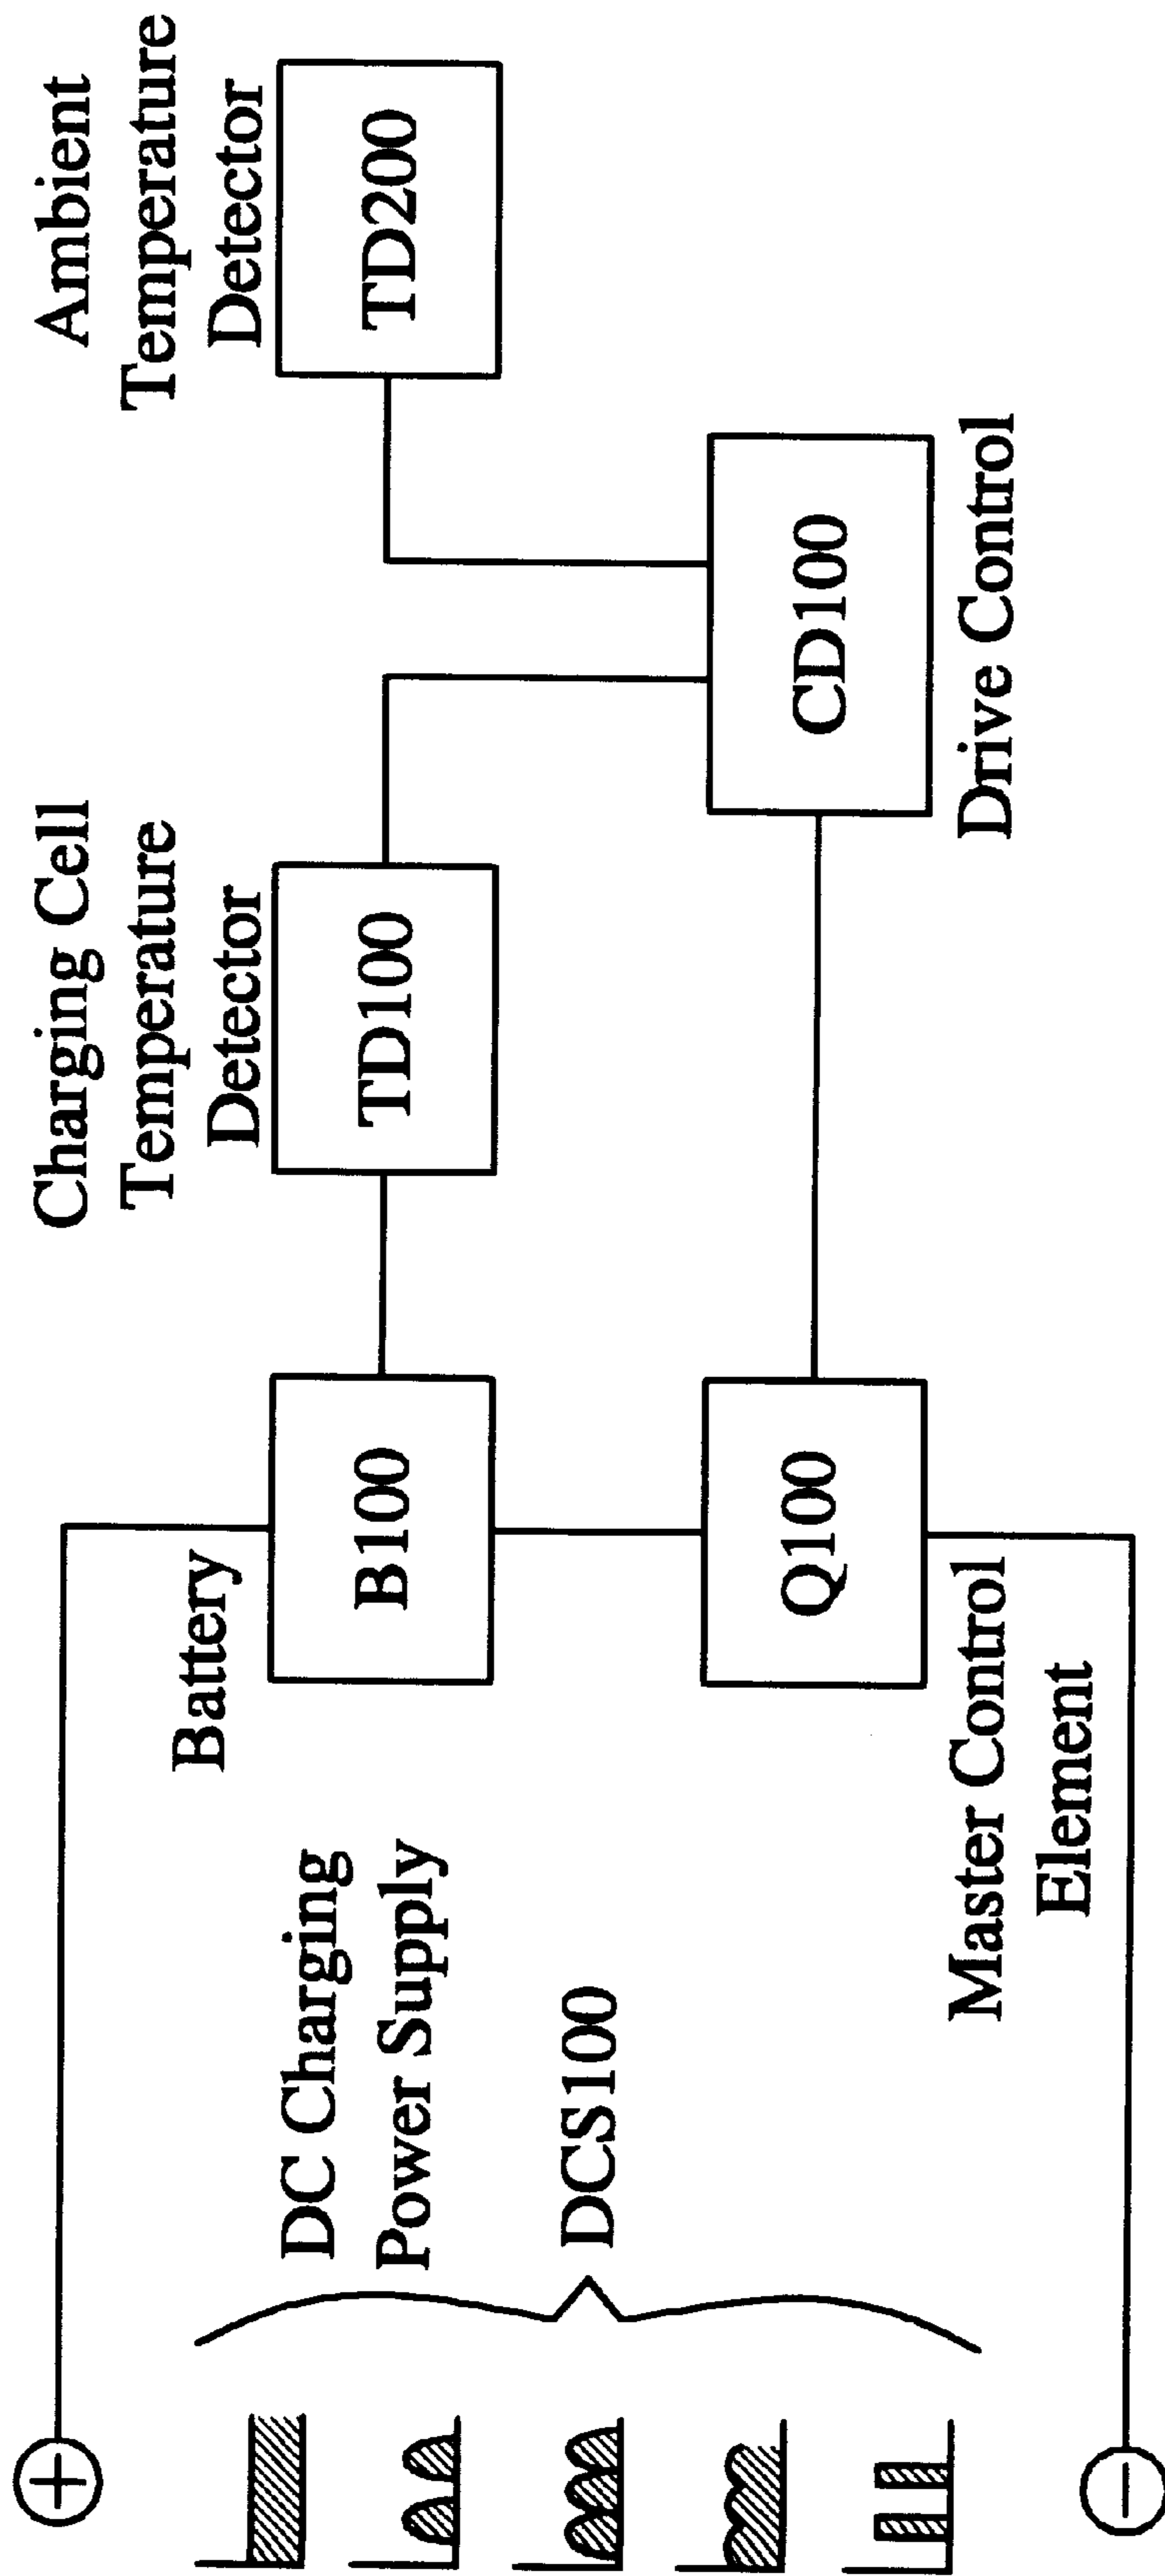 +
Battery
B100
Charging Cell
Temperature
Detector
TD100
Ambient
Temperature
Detector
TD200
DC Charging
Power Supply
DCS100
Q100
Master Control
Element
CD100
Drive Control
−